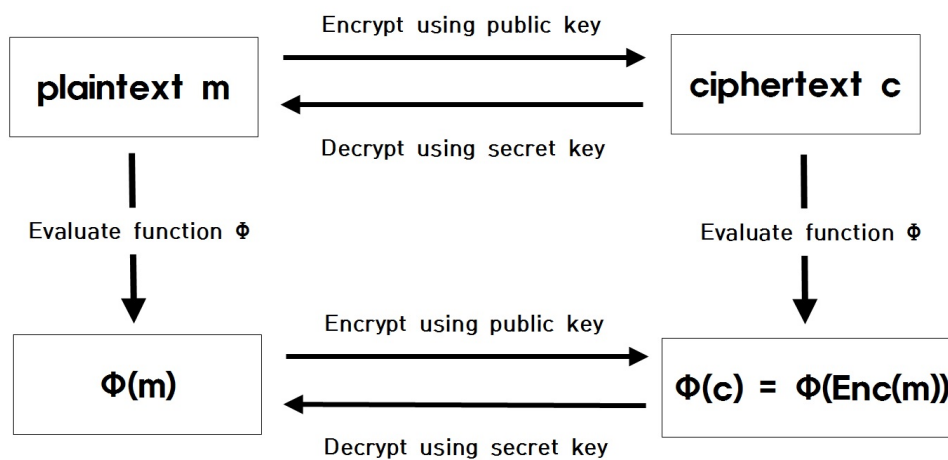 Encrypt using public key
plaintext m
ciphertext c
Decrypt using secret key
Evaluate function Φ
Evaluate function Φ
Encrypt using public key
Φ(m)
Φ(c) = Φ(Enc(m))
Decrypt using secret key